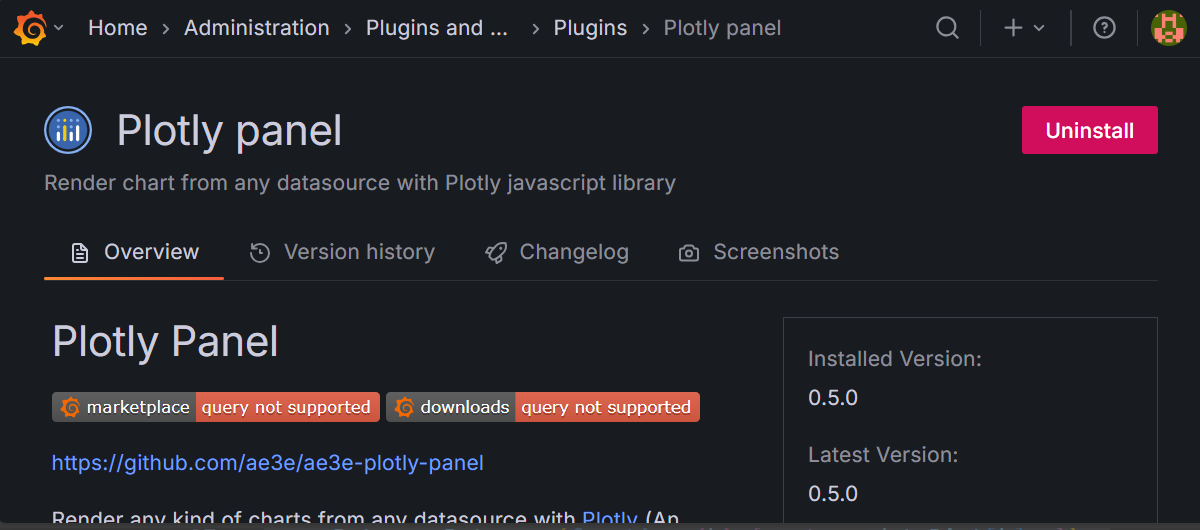 Home › Administration › Plugins and ... › Plugins › Plotly panel
Plotly panel
Uninstall
Render chart from any datasource with Plotly javascript library
Overview Version history Changelog Screenshots
Plotly Panel
marketplace query not supported downloads query not supported
https://github.com/ae3e/ae3e-plotly-panel
Render any kind of charts from any datasource with Plotly (An
Installed Version:
0.5.0
Latest Version:
0.5.0